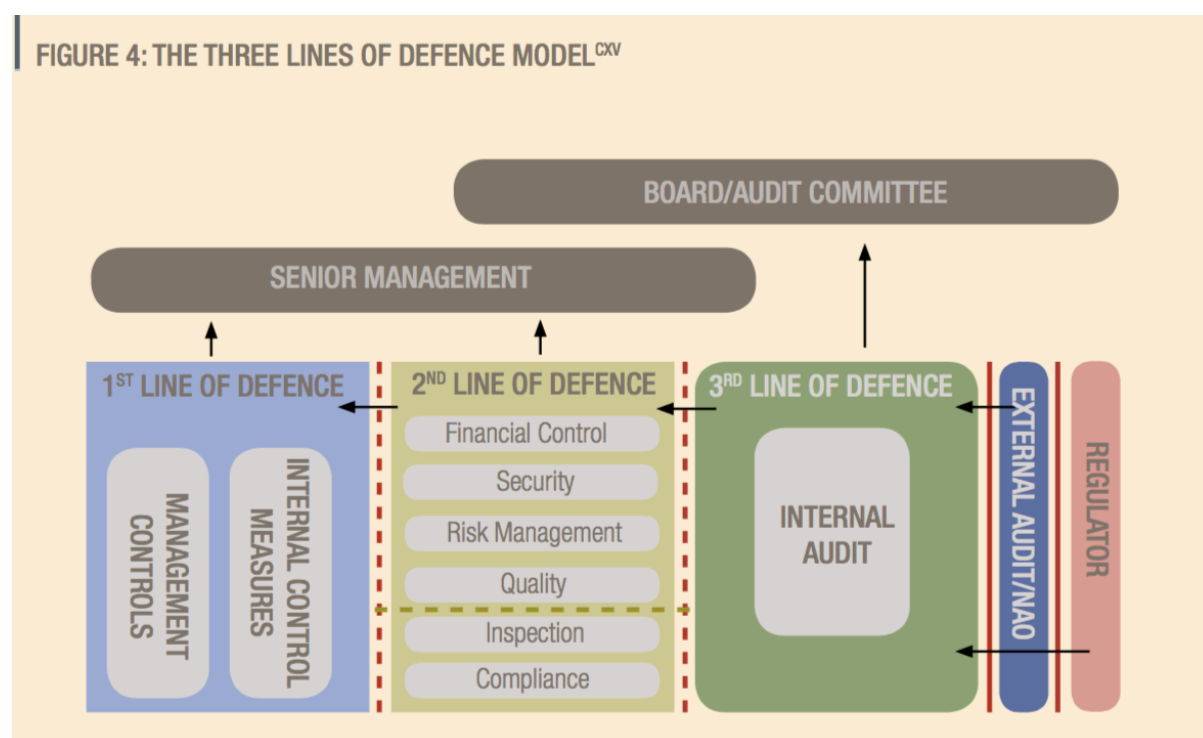 FIGURE 4: THE THREE LINES OF DEFENCE MODEL^CXV
BOARD/AUDIT COMMITTEE
SENIOR MANAGEMENT
1ST LINE OF DEFENCE
MANAGEMENT
CONTROLS
INTERNAL CONTROL
MEASURES
2ND LINE OF DEFENCE
Financial Control
Security
Risk Management
Quality
Inspection
Compliance
3RD LINE OF DEFENCE
INTERNAL
AUDIT
EXTERNAL AUDIT/NAO
REGULATOR